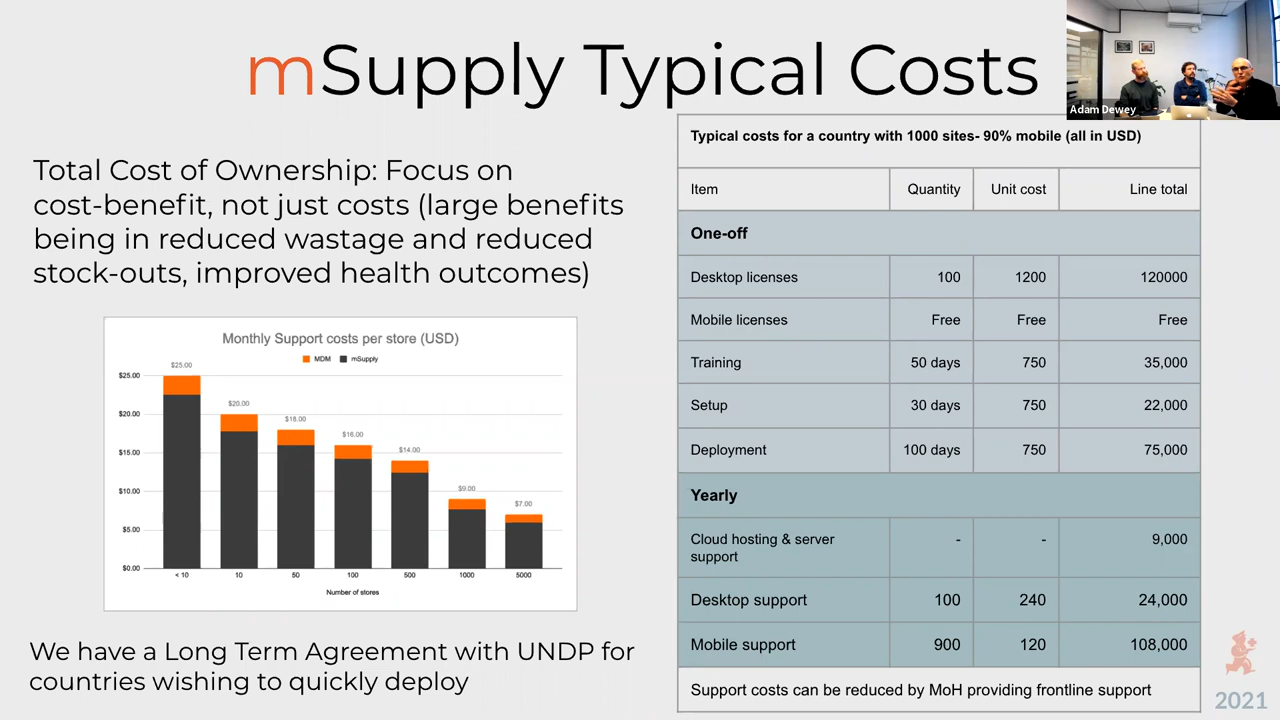 mSupply Typical Costs
Adam Dewey
Total Cost of Ownership: Focus on
cost-benefit, not just costs (large benefits
being in reduced wastage and reduced
stock-outs, improved health outcomes)
Monthly Support costs per store (USD)
MDM mSupply
$25.00
$20.00
$18.00
$16.00
$14.00
$9.00
$7.00
$25.00
$20.00
$15.00
$10.00
$5.00
$0.00
< 10 10 50 100 500 1000 5000
Number of stores
We have a Long Term Agreement with UNDP for
countries wishing to quickly deploy
Typical costs for a country with 1000 sites- 90% mobile (all in USD)
Item Quantity Unit cost Line total
One-off
Desktop licenses 100 1200 120000
Mobile licenses Free Free Free
Training 50 days 750 35,000
Setup 30 days 750 22,000
Deployment 100 days 750 75,000
Yearly
Cloud hosting & server - - 9,000
support
Desktop support 100 240 24,000
Mobile support 900 120 108,000
Support costs can be reduced by MoH providing frontline support
2021